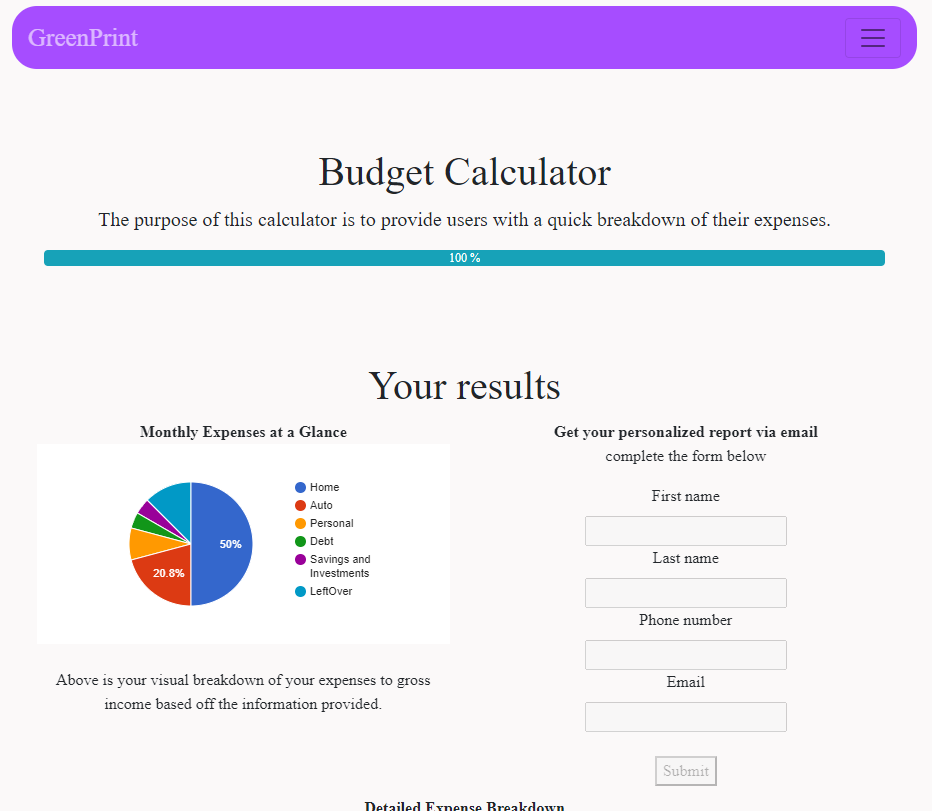 GreenPrint
Budget Calculator
The purpose of this calculator is to provide users with a quick breakdown of their expenses.
100 %
Your results
Monthly Expenses at a Glance
50%
20.8%
Home
Auto
Personal
Debt
Savings and
Investments
LeftOver
Above is your visual breakdown of your expenses to gross
income based off the information provided.
Get your personalized report via email
complete the form below
First name
Last name
Phone number
Email
Submit
Detailed Expense Breakdown